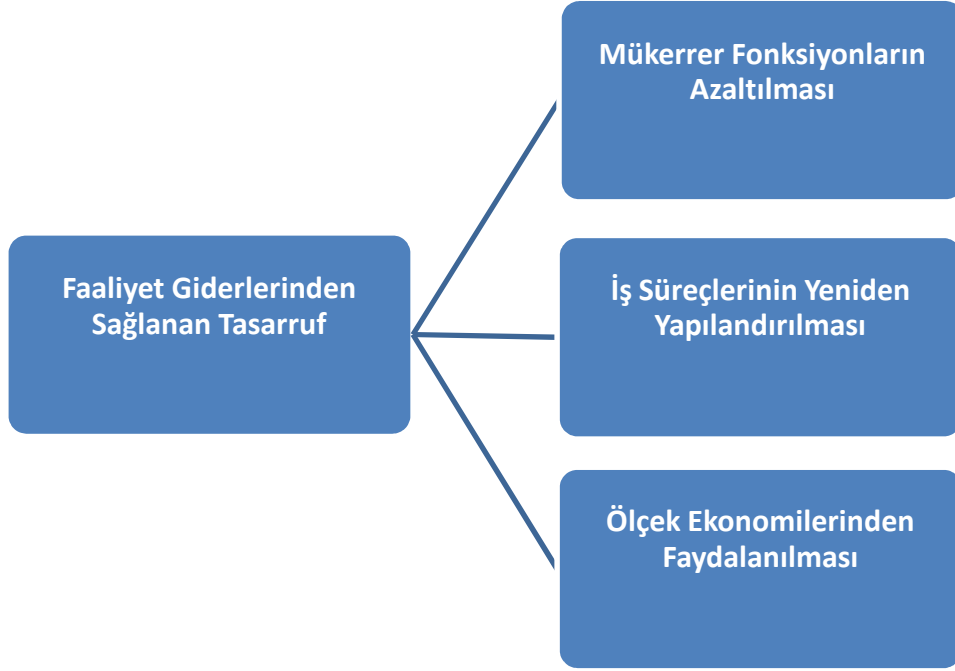 Mükerrer Fonksiyonların
Azaltılması
Faaliyet Giderlerinden
Sağlanan Tasarruf
İş Süreçlerinin Yeniden
Yapılandırılması
Ölçek Ekonomilerinden
Faydalanılması